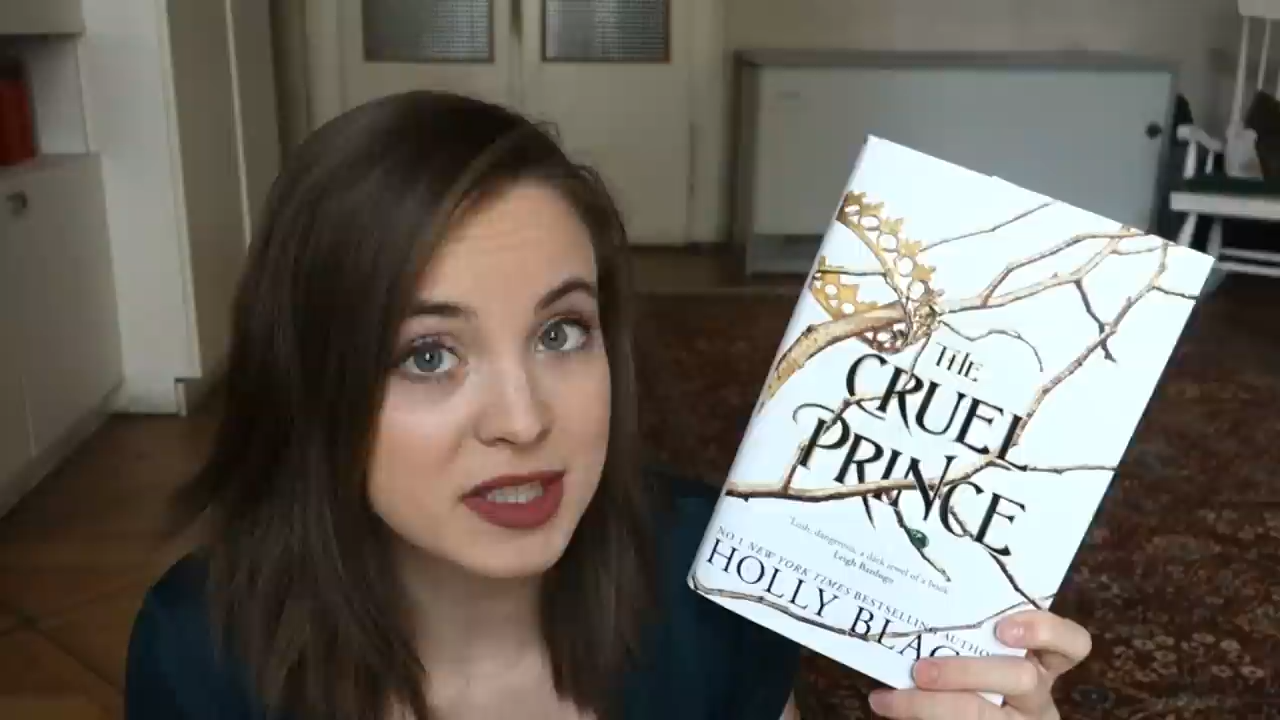 THE
CRUEL
PRINCE
'Lush, dangerous, a dark jewel of a book'
Leigh Bardugo
NO 1 NEW YORK TIMES BESTSELLING AUTHO
HOLLY BLAC